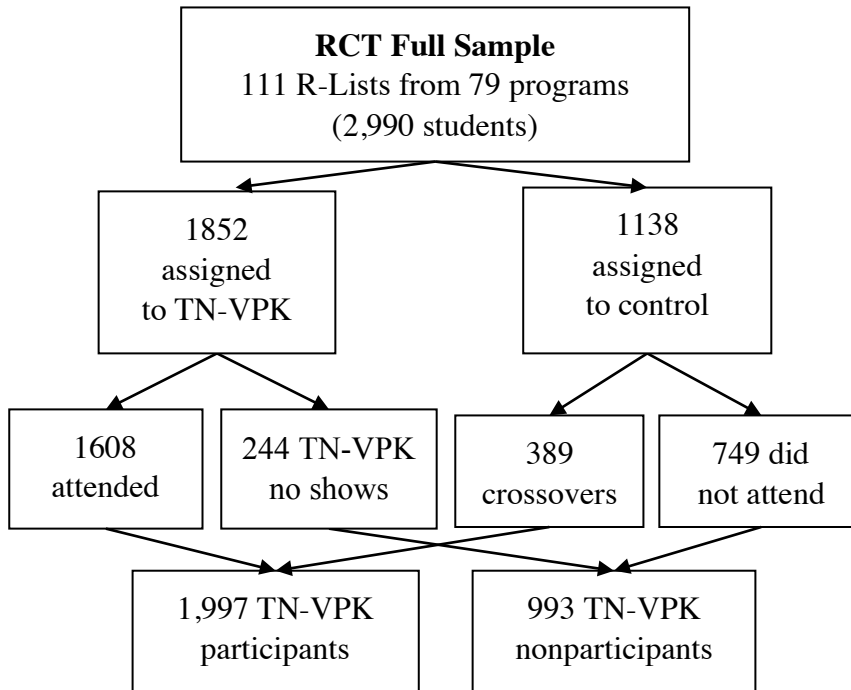 RCT Full Sample
111 R-Lists from 79 programs
(2,990 students)
1852
assigned
to TN-VPK
1138
assigned
to control
1608
attended
244 TN-VPK
no shows
389
crossovers
749 did
not attend
1,997 TN-VPK
participants
993 TN-VPK
nonparticipants